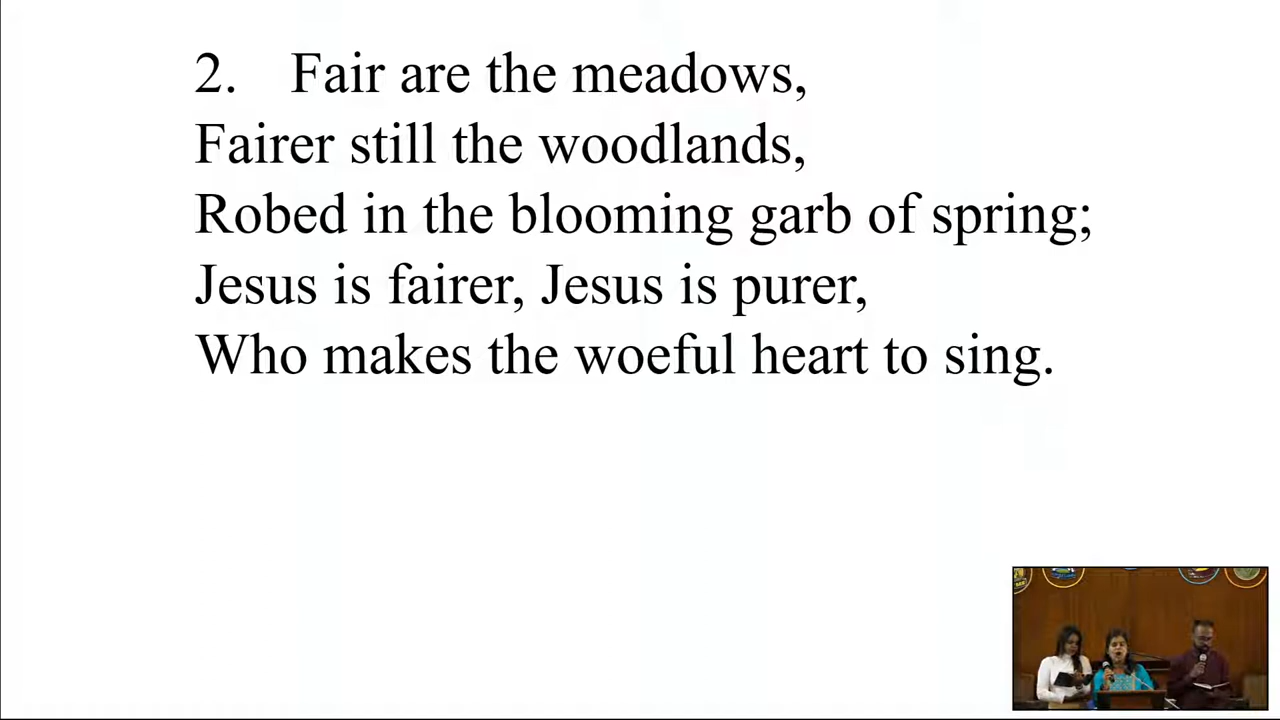 2. Fair are the meadows,
Fairer still the woodlands,
Robed in the blooming garb of spring;
Jesus is fairer, Jesus is purer,
Who makes the woeful heart to sing.